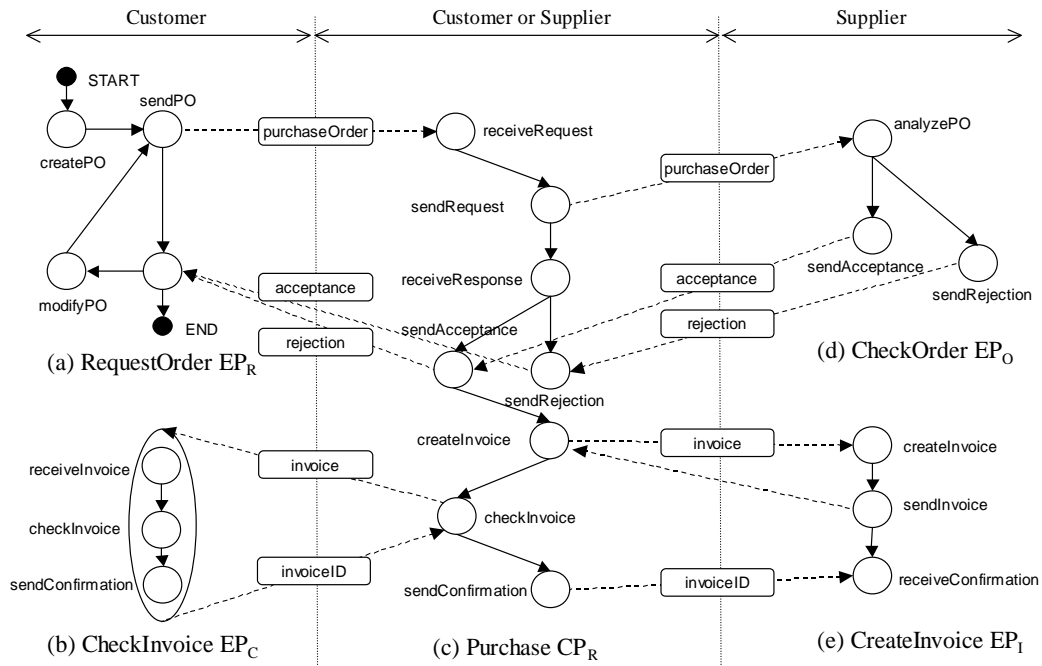 Customer
Customer or Supplier
Supplier
START
sendPO
createPO
purchaseOrder
receiveRequest
analyzePO
purchaseOrder
sendRequest
modifyPO
END
acceptance
rejection
receiveResponse
sendAcceptance
sendRejection
acceptance
rejection
sendAcceptance
sendRejection
(a) RequestOrder EPR
(d) CheckOrder EPO
receiveInvoice
checkInvoice
sendConfirmation
invoice
invoiceID
createInvoice
checkInvoice
sendConfirmation
invoice
invoiceID
createInvoice
sendInvoice
receiveConfirmation
(b) CheckInvoice EPC
(c) Purchase CPR
(e) CreateInvoice EPI